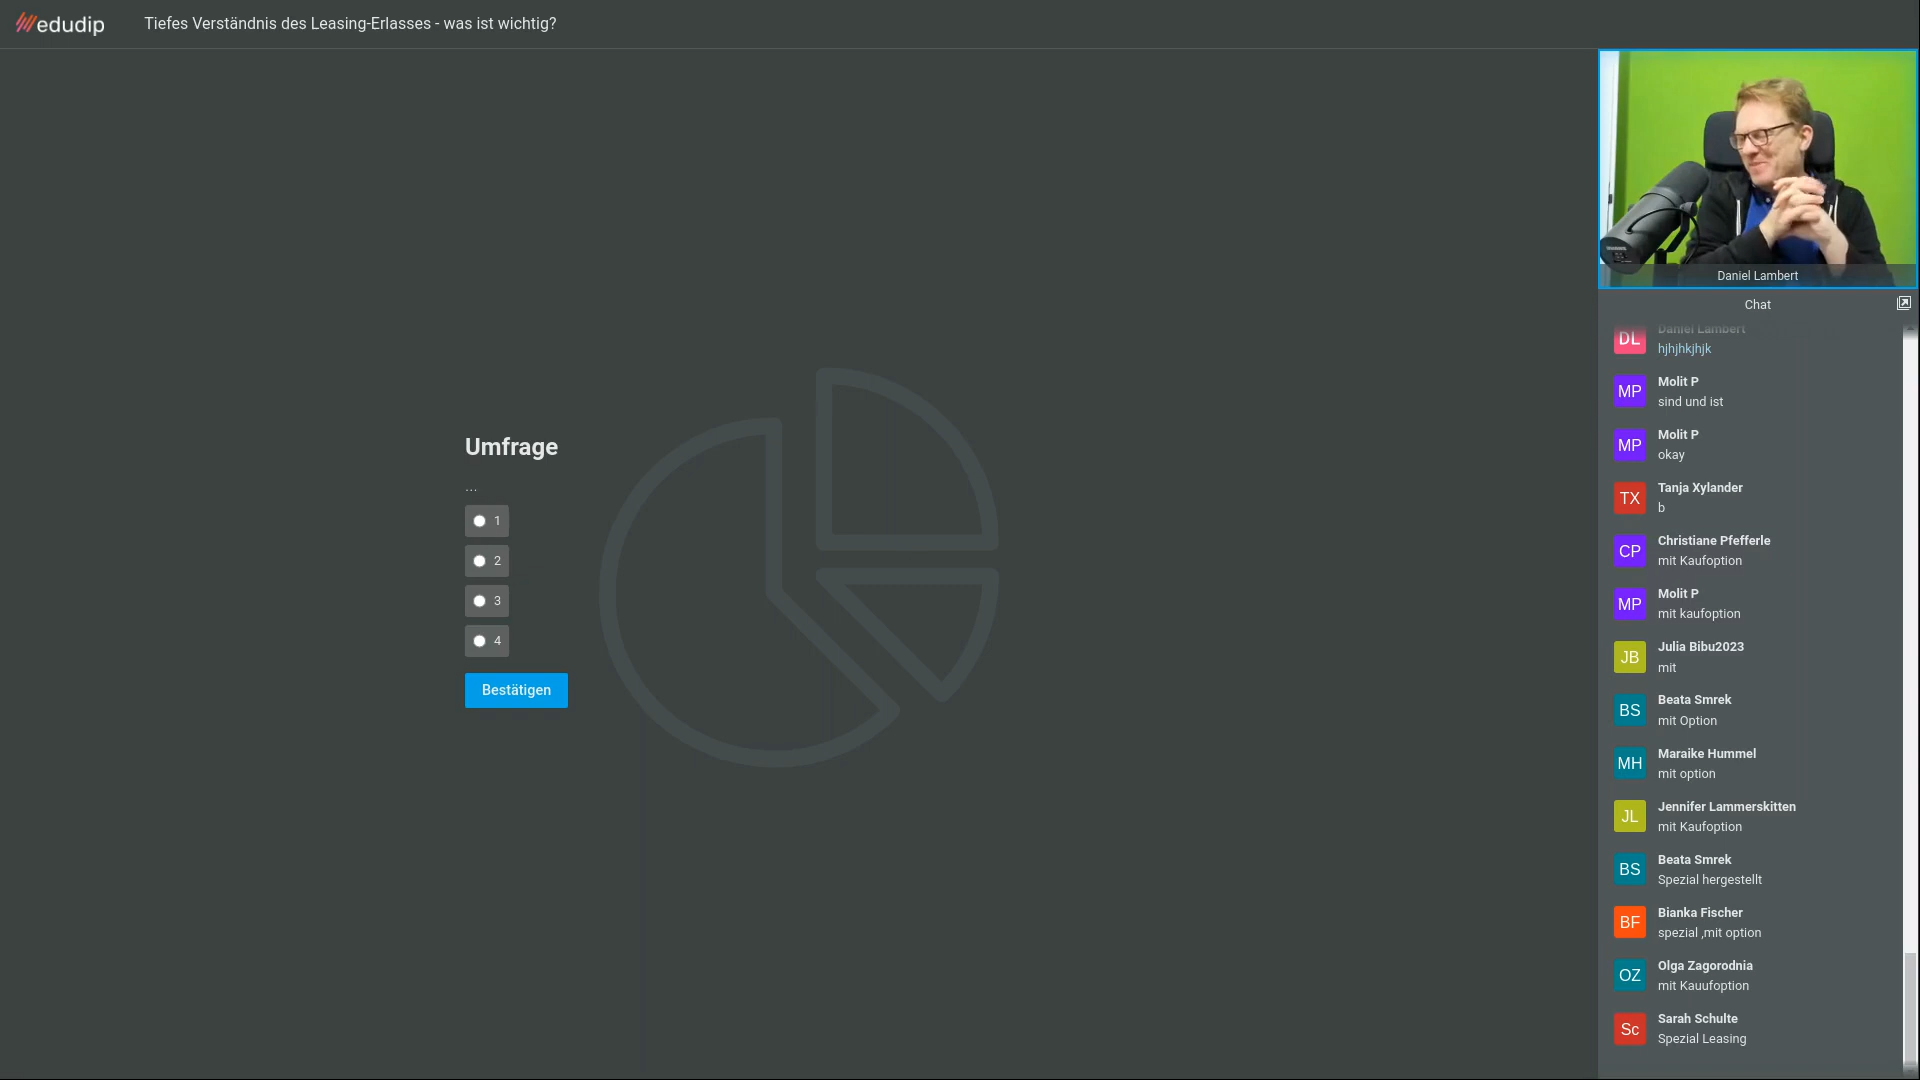 edudip
Tiefes Verständnis des Leasing-Erlasses - was ist wichtig?
Umfrage
...
1
2
3
4
Bestätigen
Daniel Lambert
Chat
Daniel Lambert
DL
hjhjhkjhjk
Molit P
MP
sind und ist
Molit P
MP
okay
Tanja Xylander
TX
b
Christiane Pfefferle
CP
mit Kaufoption
Molit P
MP
mit kaufoption
Julia Bibu2023
JB
mit
Beata Smrek
BS
mit Option
Maraike Hummel
MH
mit option
Jennifer Lammerskitten
JL
mit Kaufoption
Beata Smrek
BS
Spezial hergestellt
Bianka Fischer
BF
spezial ,mit option
Olga Zagorodnia
OZ
mit Kauufoption
Sarah Schulte
Sc
Spezial Leasing